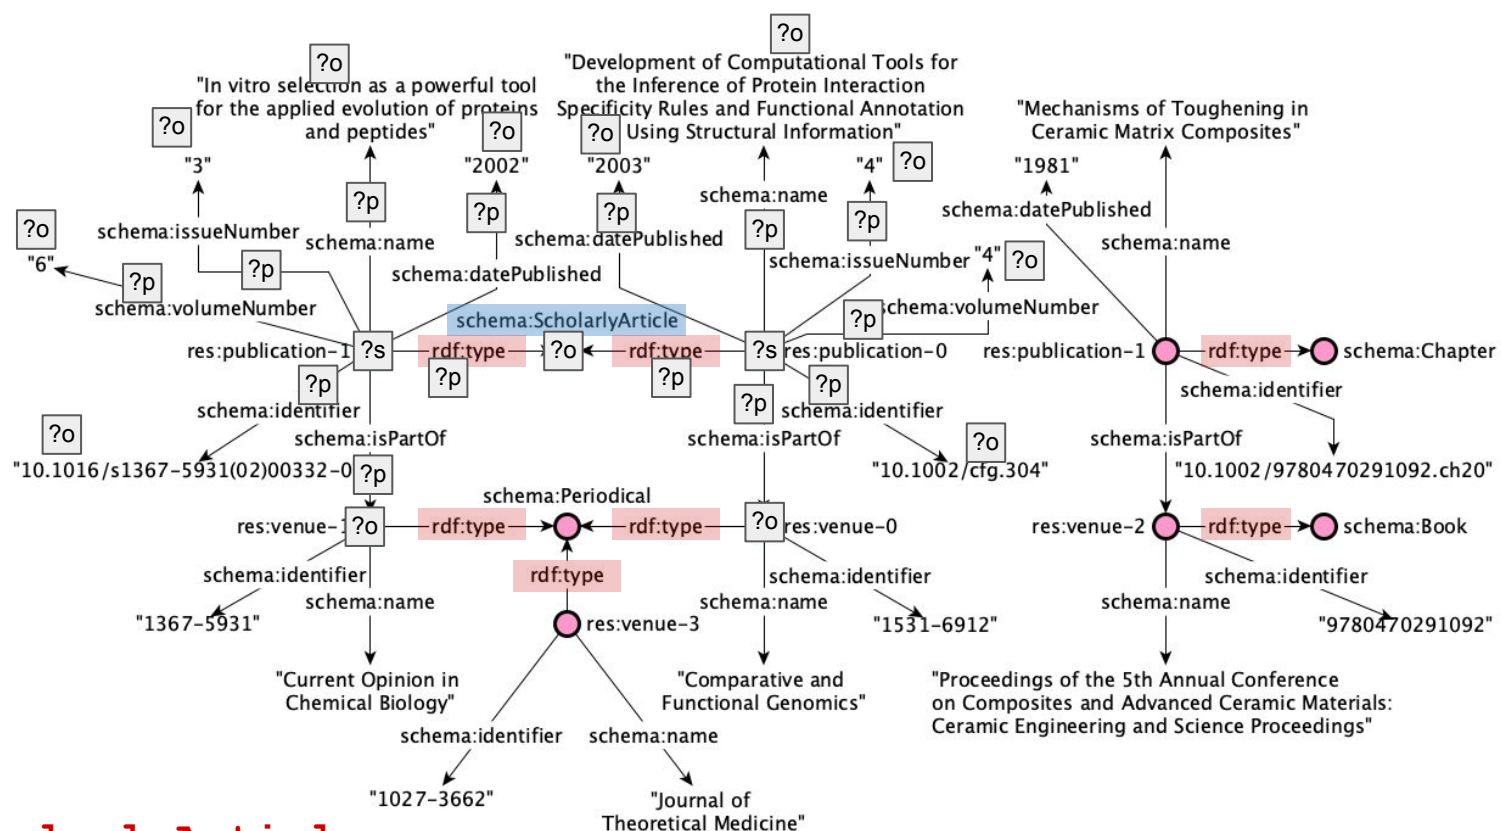 ?o
"Development of Computational Tools for
the Inference of Protein Interaction
Specificity Rules and Functional Annotation
Using Structural Information"
?o
"In vitro selection as a powerful tool
for the applied evolution of proteins
and peptides"
"Mechanisms of Toughening in
Ceramic Matrix Composites"
?o
"3"
?o
"2002"
?o
"2003"
"4"
?o
"1981"
?p
?p
?p
schema:name
?p
schema:datePublished
?o
schema:issueNumber
schema:name
schema:datePublished
?p
schema:name
"6"
?p
?p
schema:datePublished
schema:issueNumber
"4"
?o
schema:volumeNumber
schema:ScholarlyArticle
?p
schema:volumeNumber
res:publication-1
?s
rdf:type
?o
rdf:type
?s
res:publication-0
res:publication-1
rdf:type
schema:Chapter
?p
?p
?p
?p
?p
schema:identifier
schema:identifier
schema:identifier
?o
schema:isPartOf
schema:isPartOf
?o
schema:isPartOf
"10.1016/s1367-5931(02)00332-0
?p
"10.1002/cfg.304"
"10.1002/9780470291092.ch20"
schema:Periodical
res:venue-1
?o
rdf:type
rdf:type
?o
res:venue-0
res:venue-2
rdf:type
schema:Book
schema:identifier
rdf:type
schema:identifier
schema:identifier
schema:name
schema:name
schema:name
"1367-5931"
res:venue-3
"1531-6912"
"9780470291092"
"Current Opinion in
Chemical Biology"
"Comparative and
Functional Genomics"
"Proceedings of the 5th Annual Conference
on Composites and Advanced Ceramic Materials:
Ceramic Engineering and Science Proceedings"
schema:identifier
schema:name
"1027-3662"
"Journal of
Theoretical Medicine"